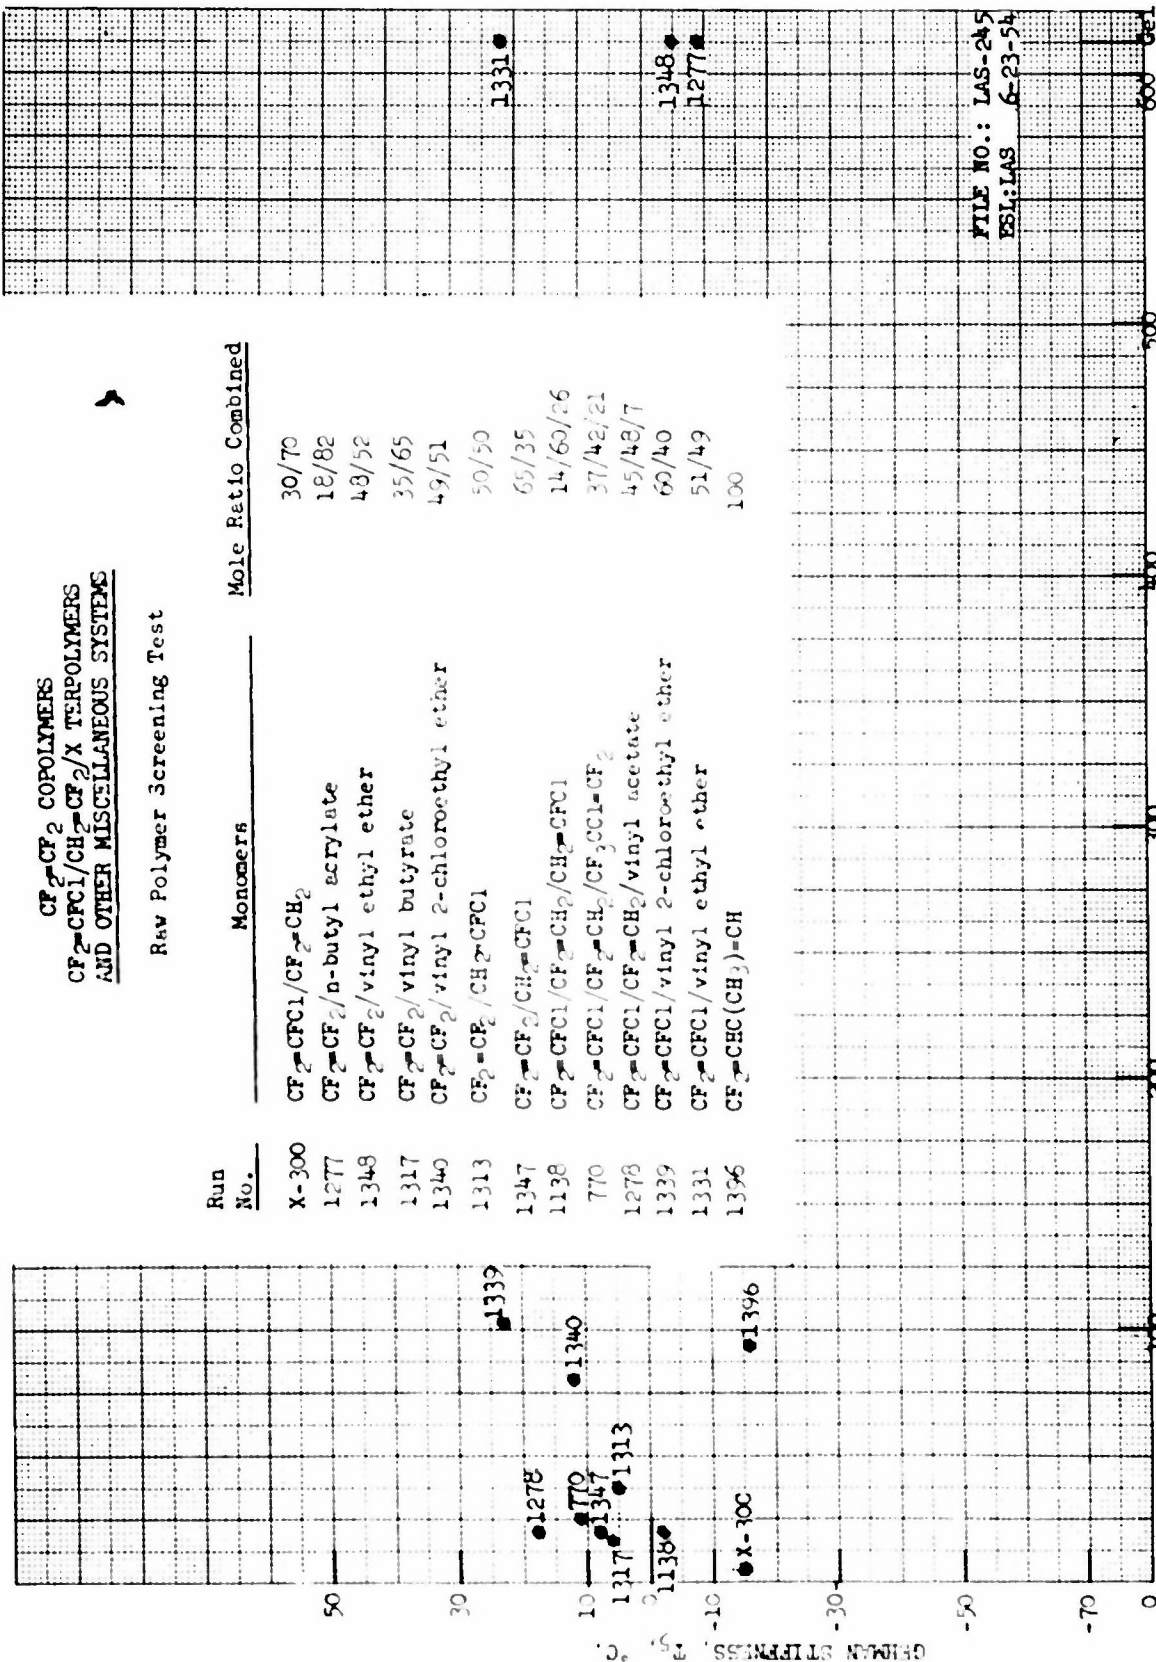 CF2=CF2 COPOLYMERS
CF2=CFCl/CH2=CF2/X TERPOLYMERS
AND OTHER MISCELLANEOUS SYSTEMS
Raw Polymer Screening Test
Run No. Monomers Mole Ratio Combined
X-300 CF2=CFCl/CF2=CH2 30/70
1277 CF2=CF2/n-butyl acrylate 18/82
1348 CF2=CF2/vinyl ethyl ether 48/52
1317 CF2=CF2/vinyl butyrate 35/65
1340 CF2=CF2/vinyl 2-chloroethyl ether 49/51
1313 CF2=CF2/CH2=CFCl 50/50
1347 CF2=CF2/CH2=CFCl 65/35
1138 CF2=CFCl/CF2=CH2/CH2=CFCl 14/60/26
770 CF2=CFCl/CF2=CH2/CF3CCl=CF2 37/42/21
1278 CF2=CFCl/CF2=CH2/vinyl acetate 45/48/7
1339 CF2=CFCl/vinyl 2-chloroethyl ether 60/40
1331 CF2=CFCl/vinyl ethyl ether 51/49
1396 CF2=CHC(CH3)=CH 100
GEHMAN STIFFNESS, T5, °C.
50
30
10
0
-10
-30
-50
-70
1339
1340
1278
770
1347
1313
1317
1138
X-300
1396
1331
1348
1277
FILE NO.: LAS-245
ESL:LAS 6-23-54
0
500
600
Gel